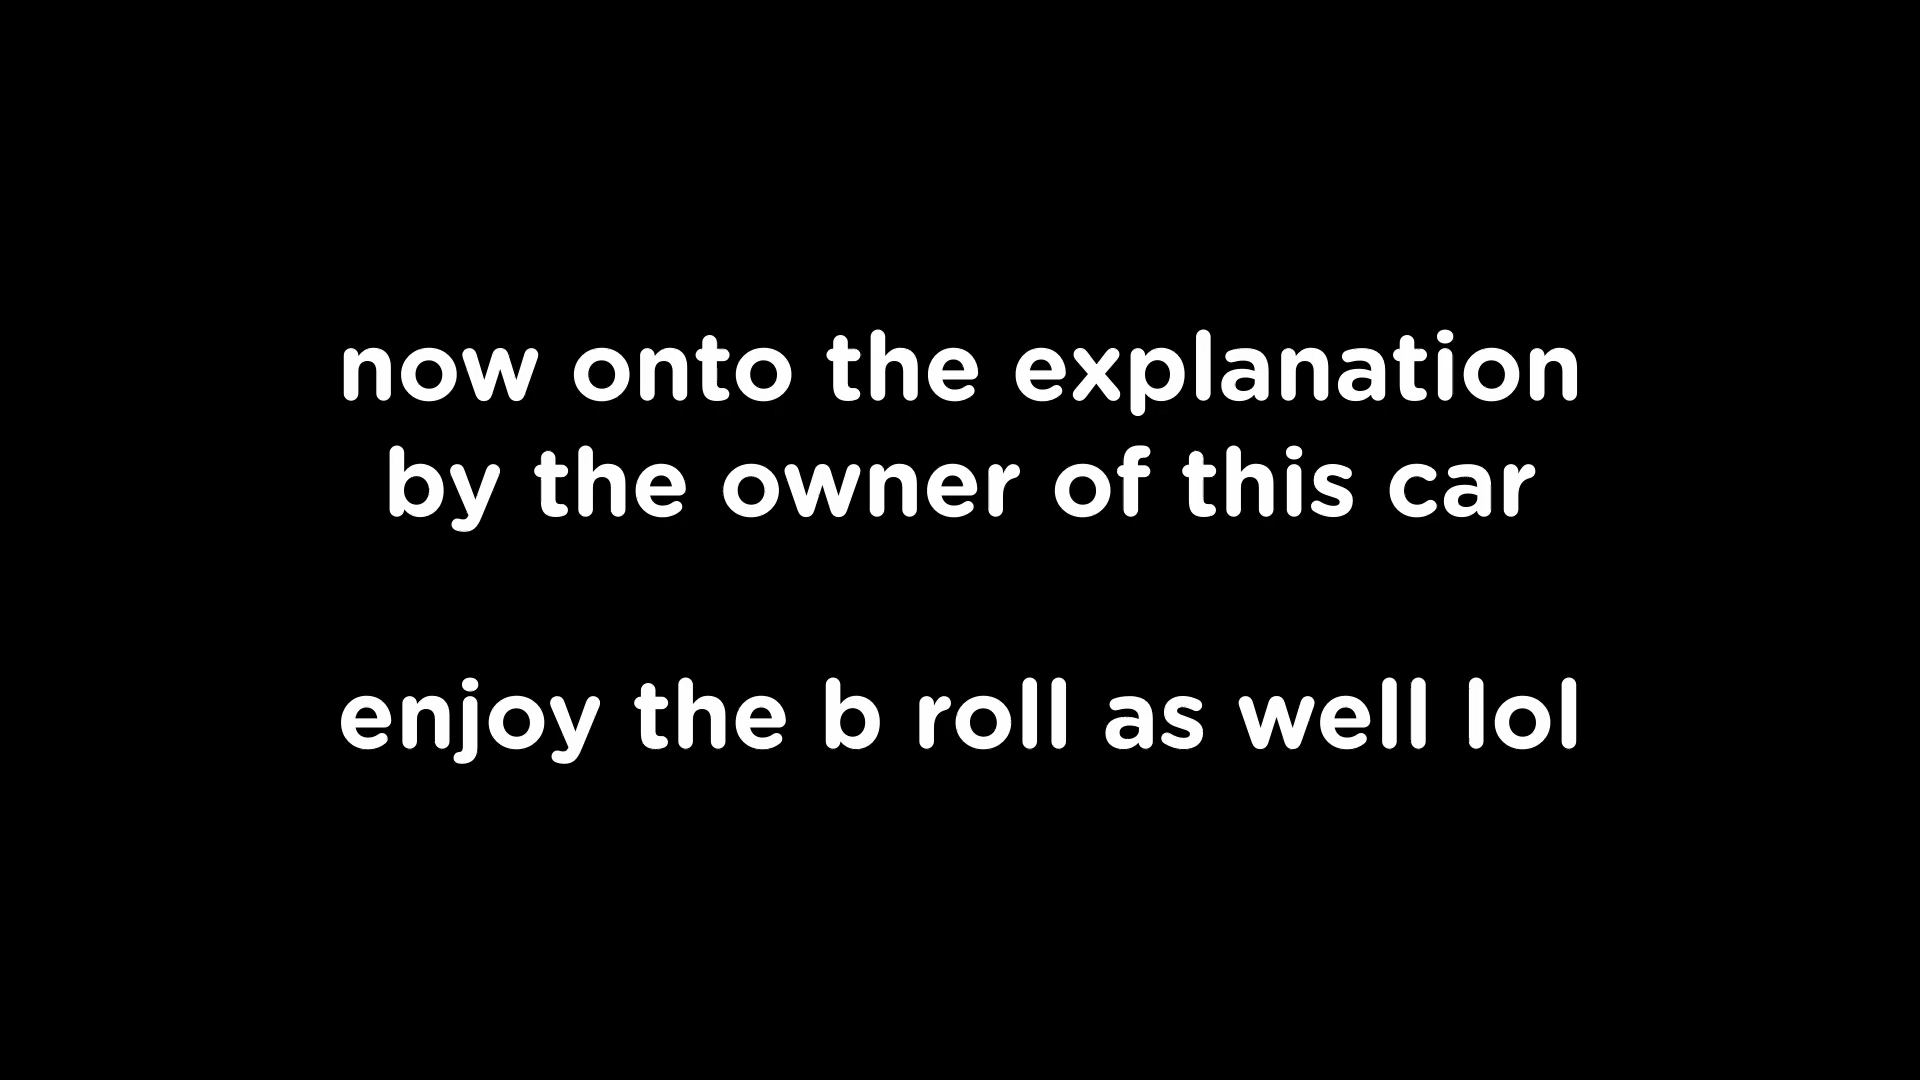 now onto the explanation
by the owner of this car
enjoy the b roll as well lol